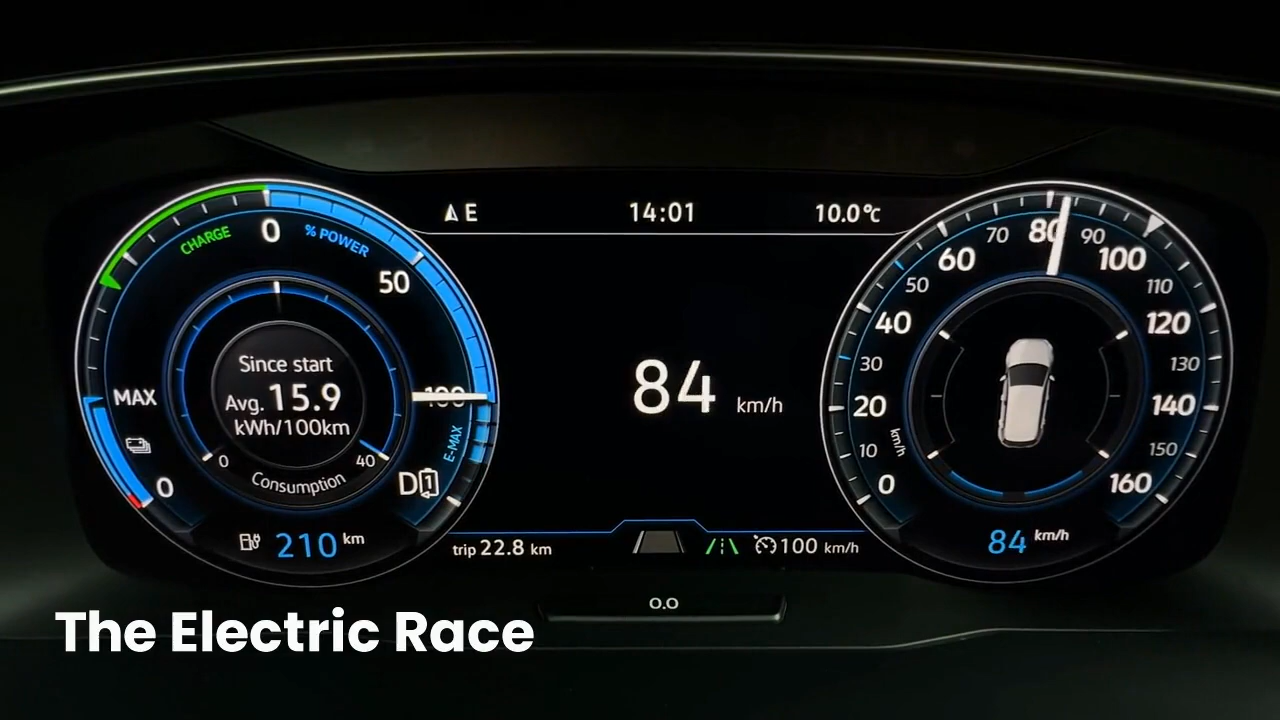 E
14:01
10.0°C
CHARGE
0
% POWER
50
100
E-MAX
MAX
0
Since start
Avg. 15.9
kWh/100km
0
40
Consumption
D
1
210 km
84 km/h
trip 22.8 km
100 km/h
0
10
20
30
40
50
60
70
80
90
100
110
120
130
140
150
160
km/h
84 km/h
0.0
The Electric Race